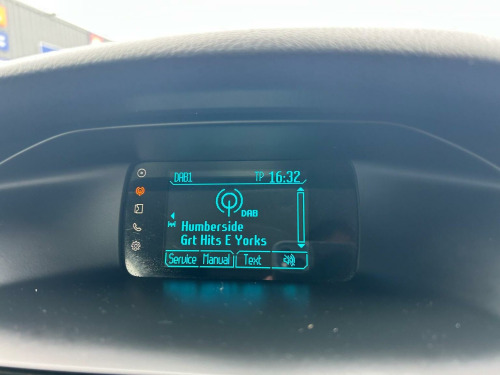 DAB1 TP 16:32
DAB
Humberside
Grt Hits E Yorks
Service Manual Text